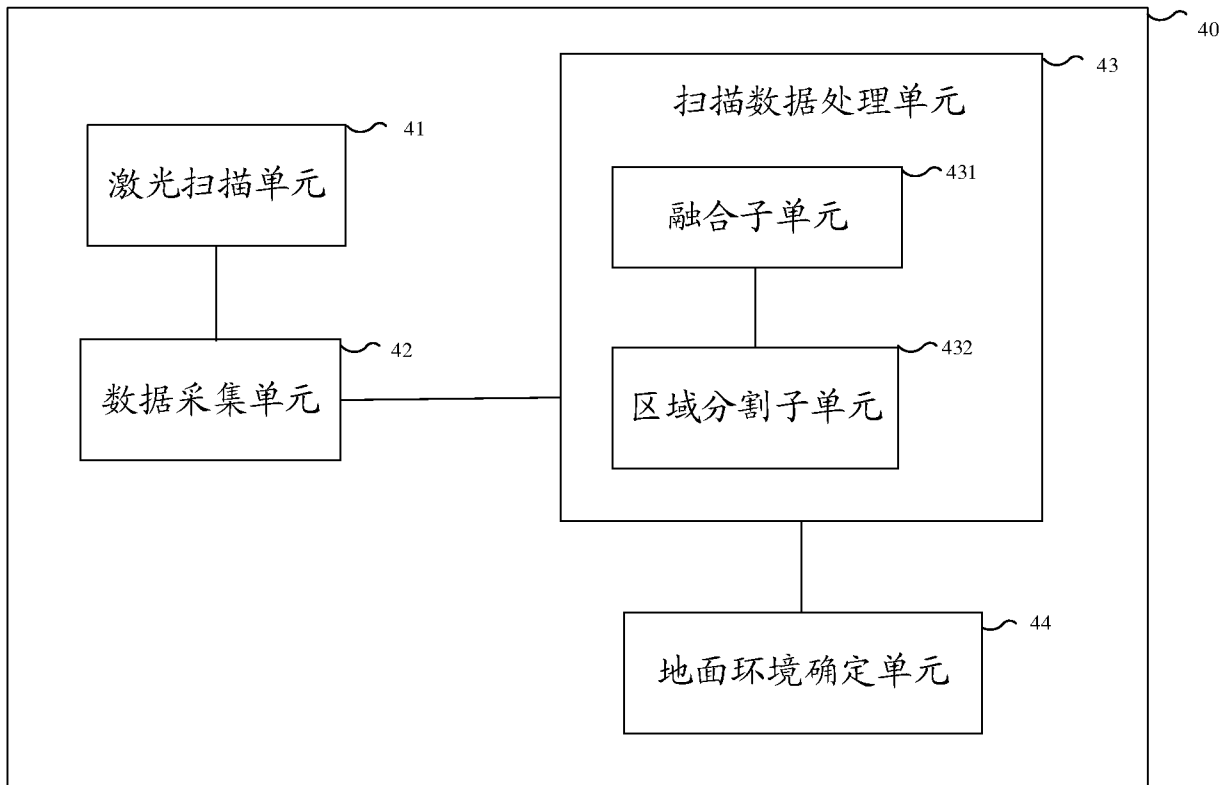 40
43
扫描数据处理单元
41
激光扫描单元
431
融合子单元
42
数据采集单元
432
区域分割子单元
44
地面环境确定单元